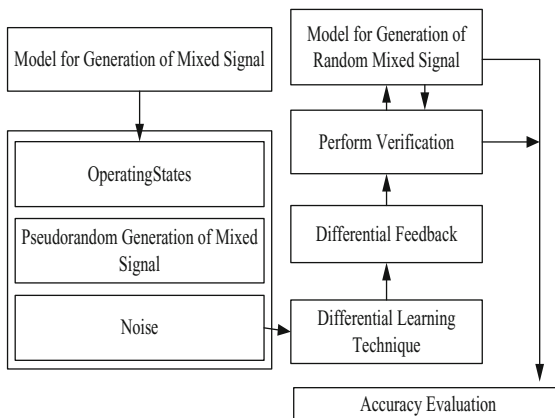 Model for Generation of Mixed Signal
OperatingStates
Pseudorandom Generation of Mixed
Signal
Noise
Model for Generation of
Random Mixed Signal
Perform Verification
Differential Feedback
Differential Learning
Technique
Accuracy Evaluation